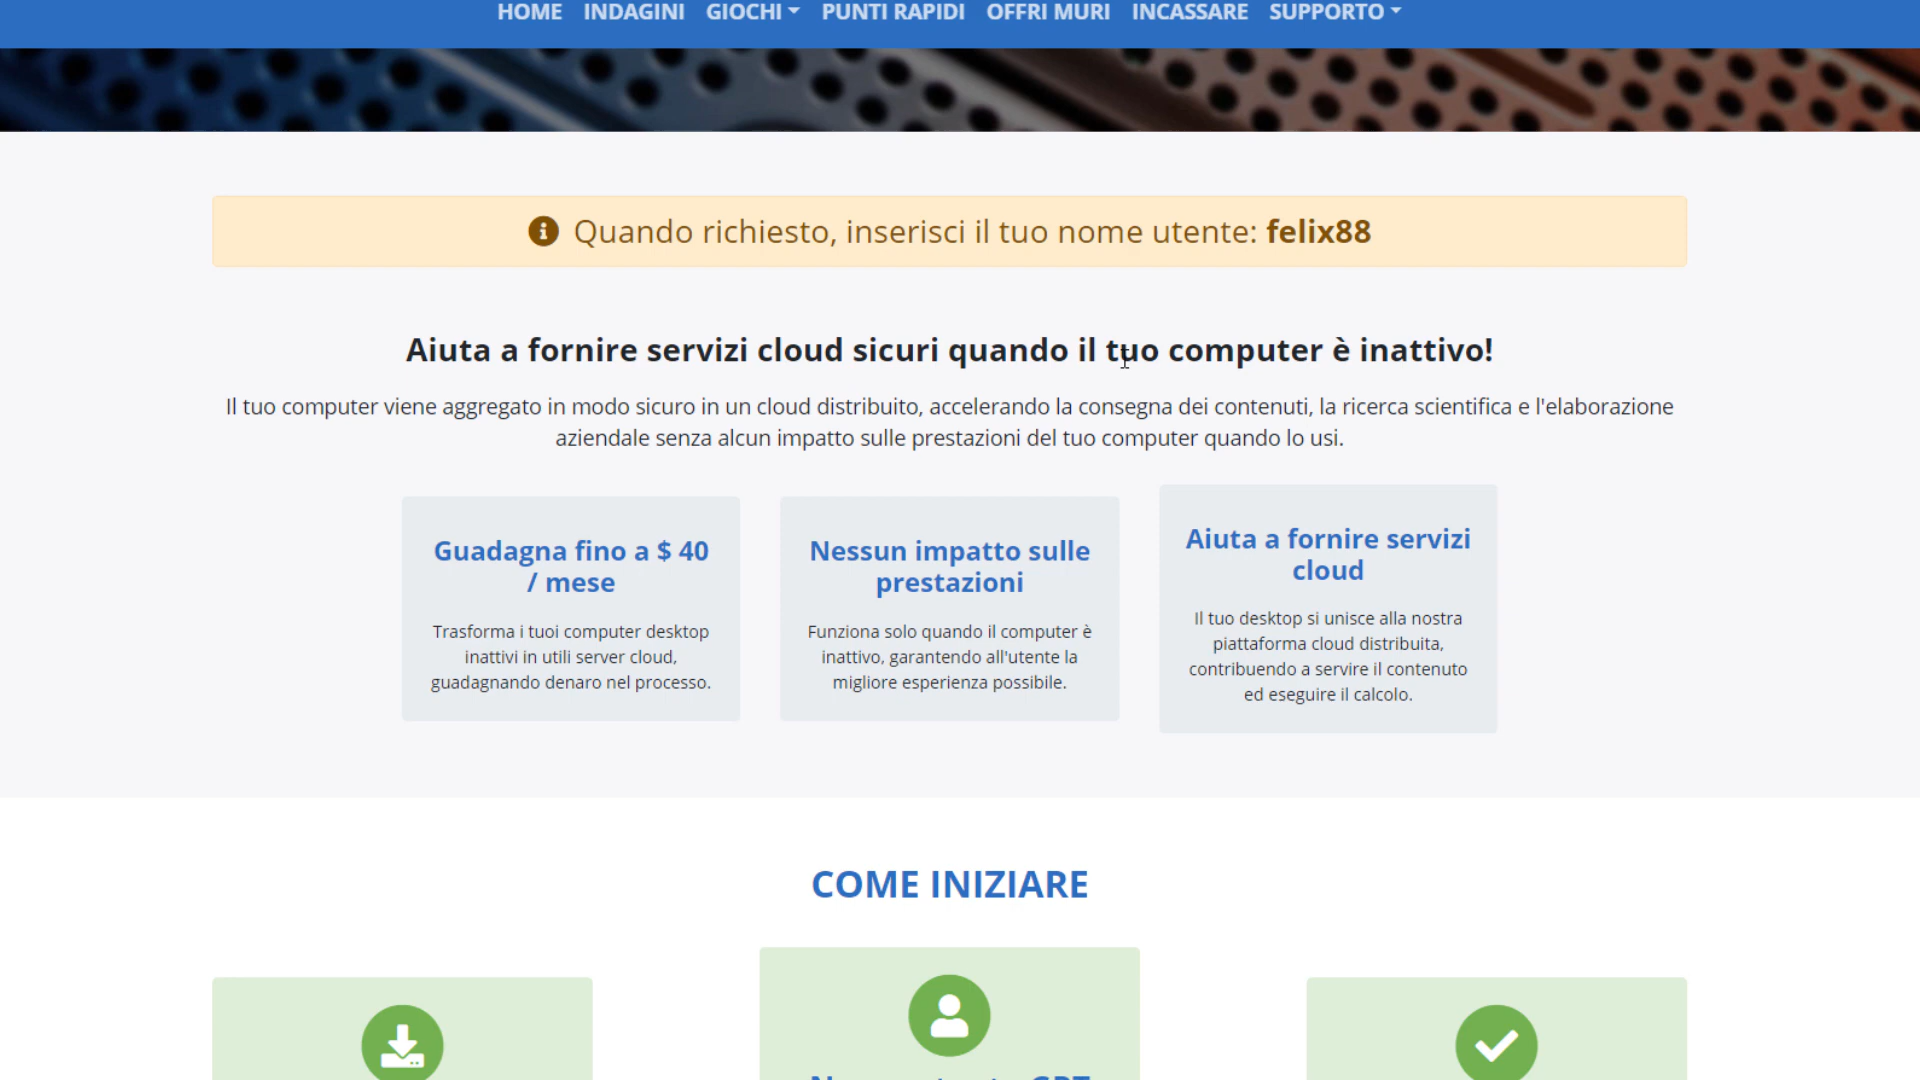 HOME INDAGINI GIOCHI PUNTI RAPIDI OFFRI MURI INCASSARE SUPPORTO
Quando richiesto, inserisci il tuo nome utente: felix88
Aiuta a fornire servizi cloud sicuri quando il tuo computer è inattivo!
Il tuo computer viene aggregato in modo sicuro in un cloud distribuito, accelerando la consegna dei contenuti, la ricerca scientifica e l'elaborazione
aziendale senza alcun impatto sulle prestazioni del tuo computer quando lo usi.
Guadagna fino a $ 40
/ mese
Trasforma i tuoi computer desktop
inattivi in utili server cloud,
guadagnando denaro nel processo.
Nessun impatto sulle
prestazioni
Funziona solo quando il computer è
inattivo, garantendo all'utente la
migliore esperienza possibile.
Aiuta a fornire servizi
cloud
Il tuo desktop si unisce alla nostra
piattaforma cloud distribuita,
contribuendo a servire il contenuto
ed eseguire il calcolo.
COME INIZIARE